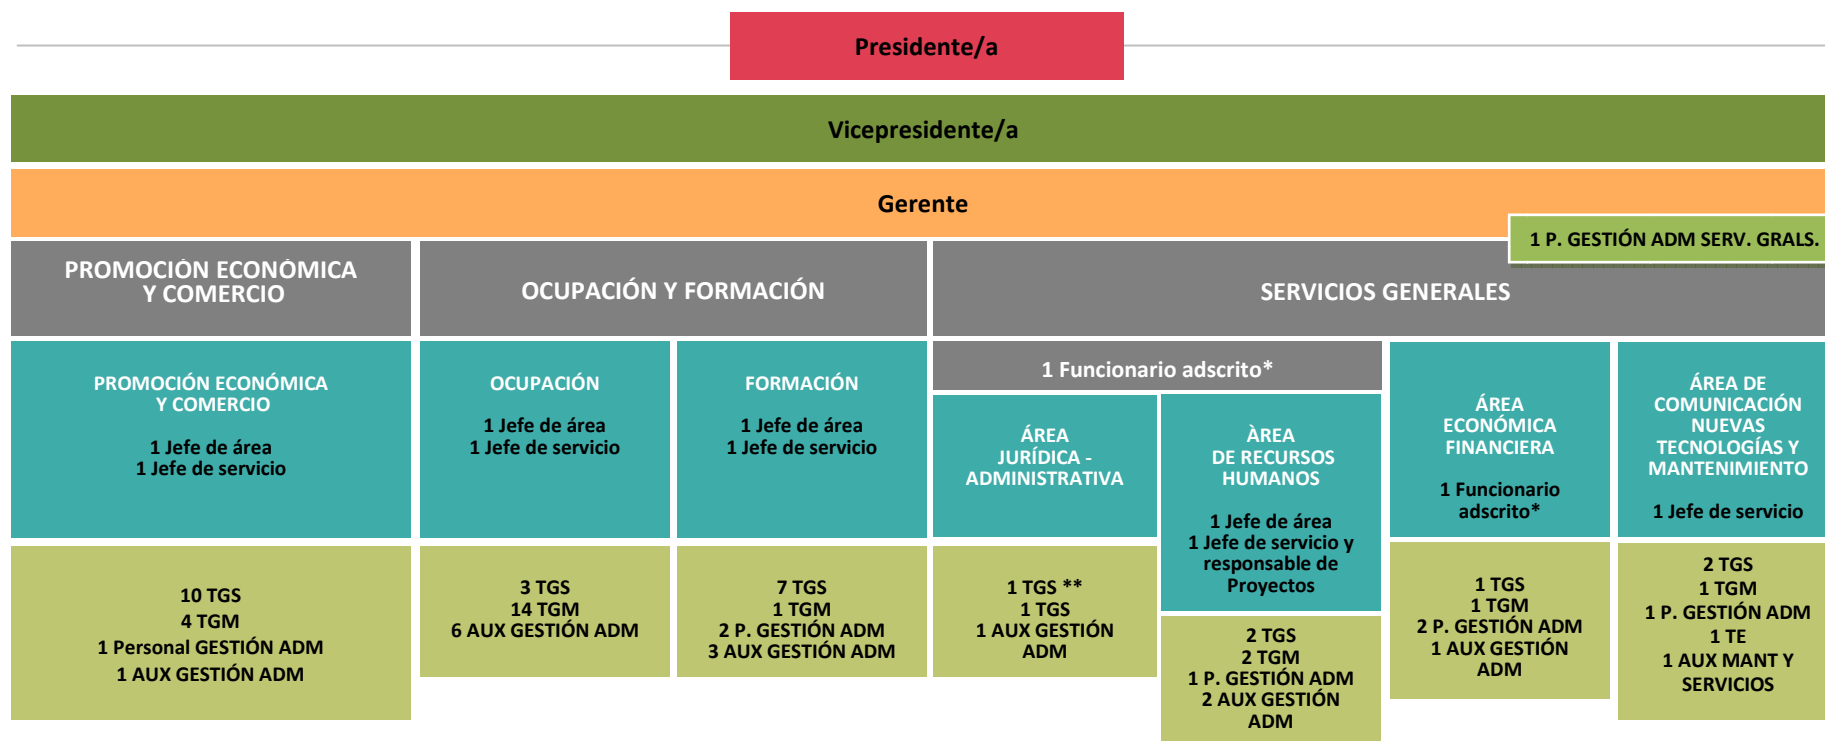 Presidente/a
Vicepresidente/a
Gerente
1 P. GESTIÓN ADM SERV. GRALS.
PROMOCIÓN ECONÓMICA
Y COMERCIO
OCUPACIÓN Y FORMACIÓN
SERVICIOS GENERALES
PROMOCIÓN ECONÓMICA
Y COMERCIO
1 Jefe de área
1 Jefe de servicio
OCUPACIÓN
1 Jefe de área
1 Jefe de servicio
FORMACIÓN
1 Jefe de área
1 Jefe de servicio
1 Funcionario adscrito*
ÁREA
JURÍDICA -
ADMINISTRATIVA
ÀREA
DE RECURSOS
HUMANOS
1 Jefe de área
1 Jefe de servicio y
responsable de
Proyectos
ÁREA
ECONÓMICA
FINANCIERA
1 Funcionario
adscrito*
ÁREA DE
COMUNICACIÓN
NUEVAS
TECNOLOGÍAS Y
MANTENIMIENTO
1 Jefe de servicio
10 TGS
4 TGM
1 Personal GESTIÓN ADM
1 AUX GESTIÓN ADM
3 TGS
14 TGM
6 AUX GESTIÓN ADM
7 TGS
1 TGM
2 P. GESTIÓN ADM
3 AUX GESTIÓN ADM
1 TGS **
1 TGS
1 AUX GESTIÓN
ADM
2 TGS
2 TGM
1 P. GESTIÓN ADM
2 AUX GESTIÓN
ADM
1 TGS
1 TGM
2 P. GESTIÓN ADM
1 AUX GESTIÓN
ADM
2 TGS
1 TGM
1 P. GESTIÓN ADM
1 TE
1 AUX MANT Y
SERVICIOS